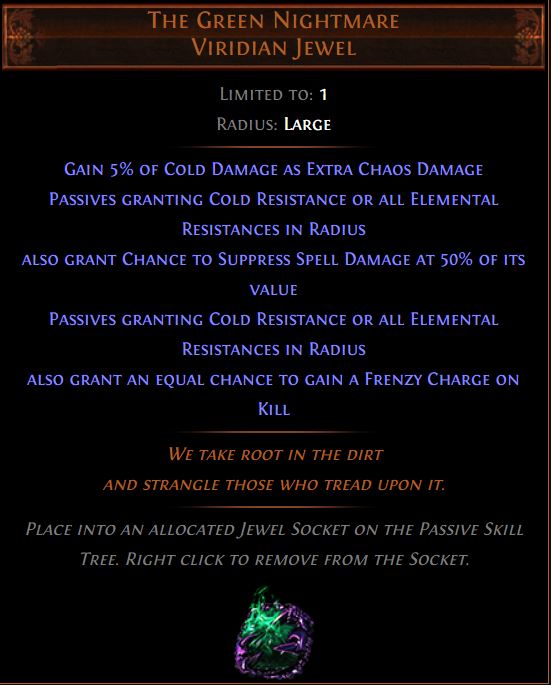 The Green Nightmare
Viridian Jewel
Limited to: 1
Radius: Large
Gain 5% of Cold Damage as Extra Chaos Damage
Passives granting Cold Resistance or all Elemental
Resistances in Radius
also grant Chance to Suppress Spell Damage at 50% of its
value
Passives granting Cold Resistance or all Elemental
Resistances in Radius
also grant an equal chance to gain a Frenzy Charge on
Kill
We take root in the dirt
and strangle those who tread upon it.
Place into an allocated Jewel Socket on the Passive Skill
Tree. Right click to remove from the Socket.